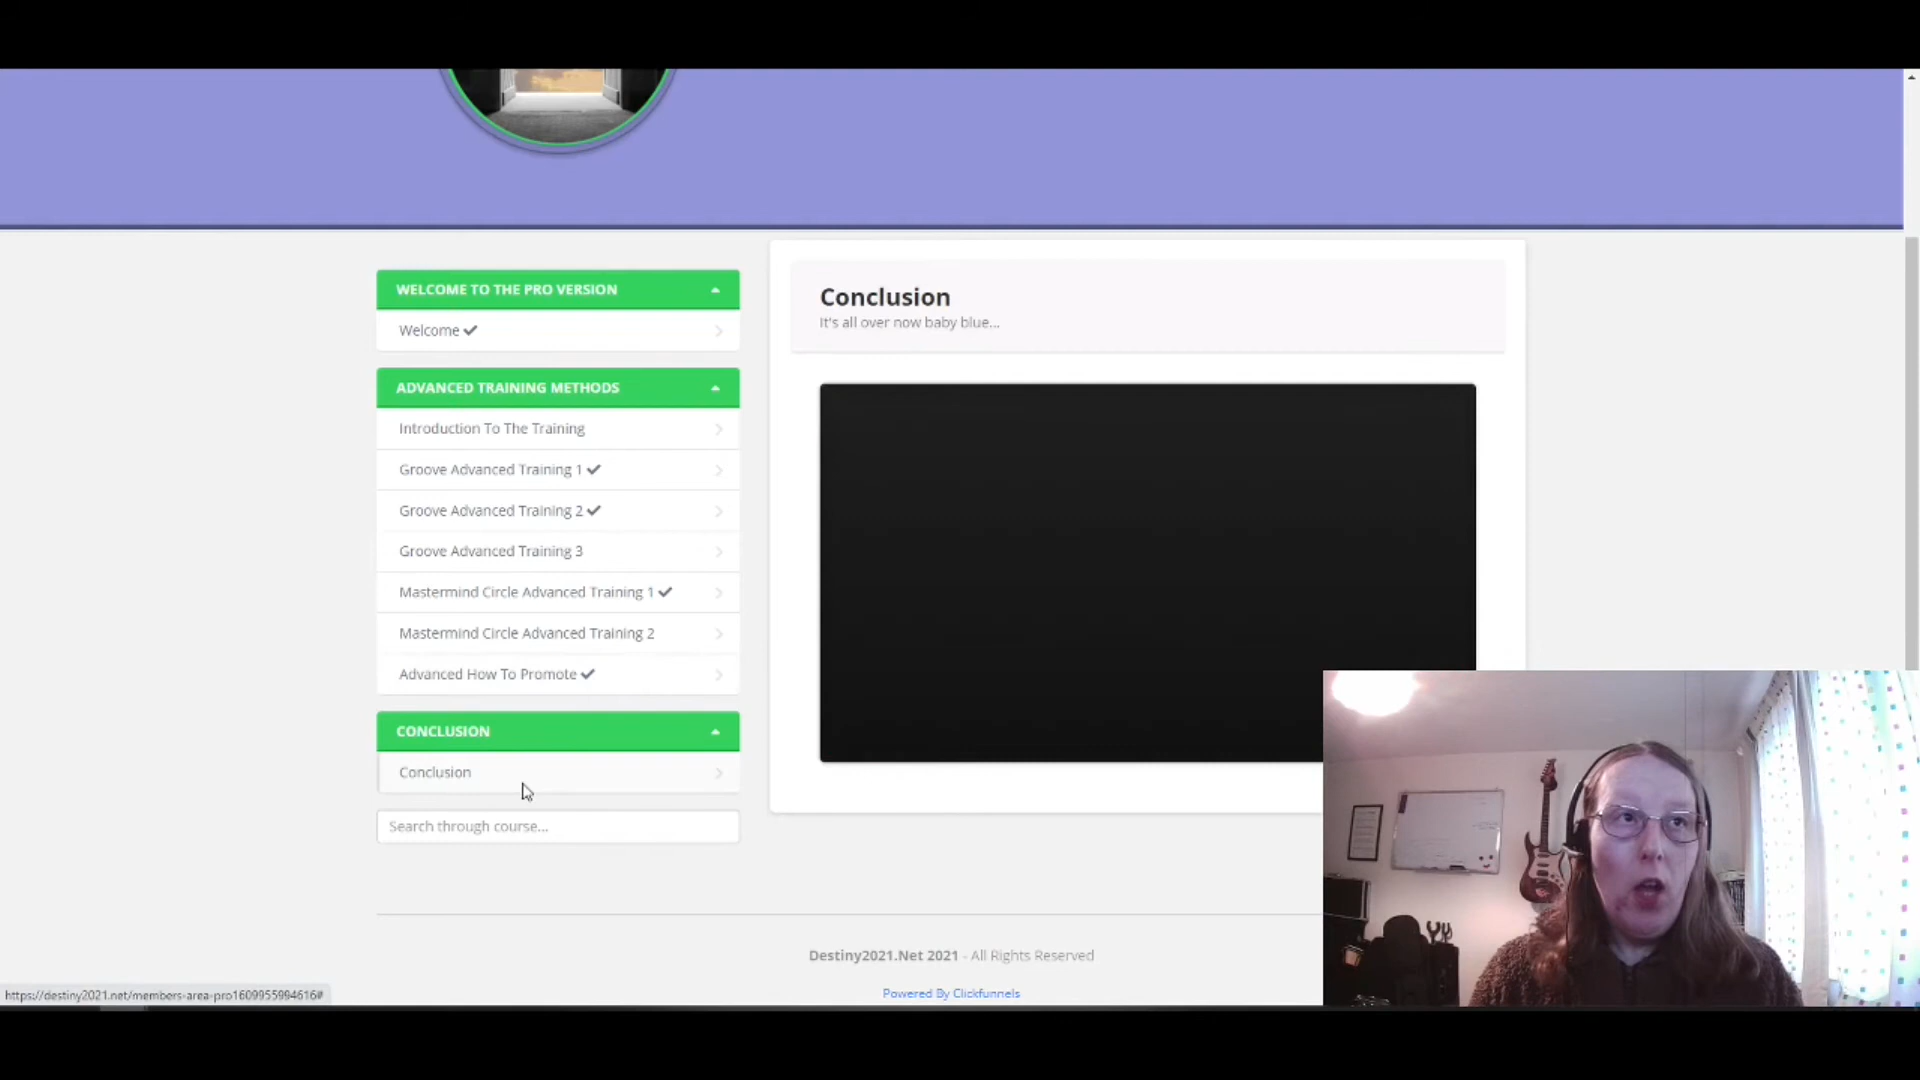 WELCOME TO THE PRO VERSION
Welcome
ADVANCED TRAINING METHODS
Introduction To The Training
Groove Advanced Training 1
Groove Advanced Training 2
Groove Advanced Training 3
Mastermind Circle Advanced Training 1
Mastermind Circle Advanced Training 2
Advanced How To Promote
CONCLUSION
Conclusion
Search through course...
Conclusion
It's all over now baby blue...
Destiny2021.Net 2021 - All Rights Reserved
Powered By Clickfunnels
https://destiny2021.net/members-area-pro1609955994616#